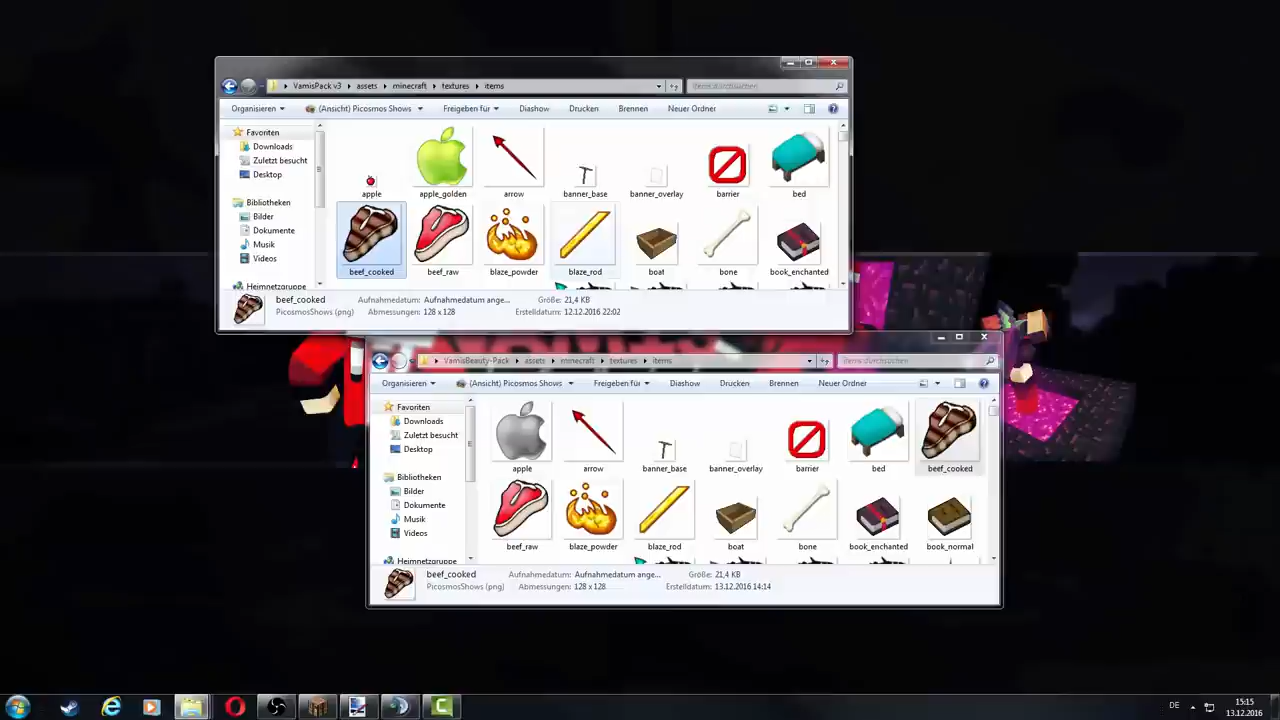 VamisPack v3 assets minecraft textures items items durchsuchen
Organisieren (Ansicht) Picosmos Shows Freigeben für Diashow Drucken Brennen Neuer Ordner
Favoriten
Downloads
Zuletzt besucht
Desktop
Bibliotheken
Bilder
Dokumente
Musik
Videos
Heimnetzgruppe
apple apple_golden arrow banner_base banner_overlay barrier bed
beef_cooked beef_raw blaze_powder blaze_rod boat bone book_enchanted
beef_cooked Aufnahmedatum: Aufnahmedatum ange... Größe: 21,4 KB
PicosmosShows (png) Abmessungen: 128 x 128 Erstelldatum: 12.12.2016 22:02
VamisBeauty-Pack assets minecraft textures items items durchsuchen
Organisieren (Ansicht) Picosmos Shows Freigeben für Diashow Drucken Brennen Neuer Ordner
Favoriten
Downloads
Zuletzt besucht
Desktop
Bibliotheken
Bilder
Dokumente
Musik
Videos
Heimnetzgruppe
apple arrow banner_base banner_overlay barrier bed beef_cooked
beef_raw blaze_powder blaze_rod boat bone book_enchanted book_normal
beef_cooked Aufnahmedatum: Aufnahmedatum ange... Größe: 21,4 KB
PicosmosShows (png) Abmessungen: 128 x 128 Erstelldatum: 13.12.2016 14:14
DE 15:15
13.12.2016